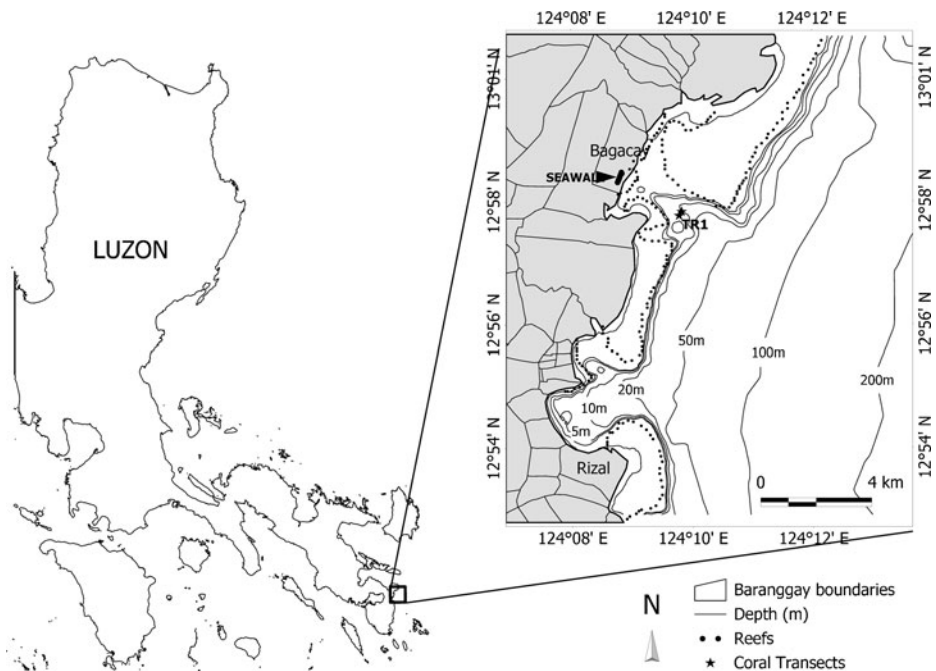 124°08' E 124°10' E 124°12' E
13°01' N
13°01' N
Bagacay
SEAWALL
12°58' N
12°58' N
TR1
LUZON
12°56' N
12°56' N
50m
100m
200m
20m
10m
5m
12°54' N
12°54' N
Rizal
0 4 km
124°08' E 124°10' E 124°12' E
N
Baranggay boundaries
Depth (m)
Reefs
Coral Transects